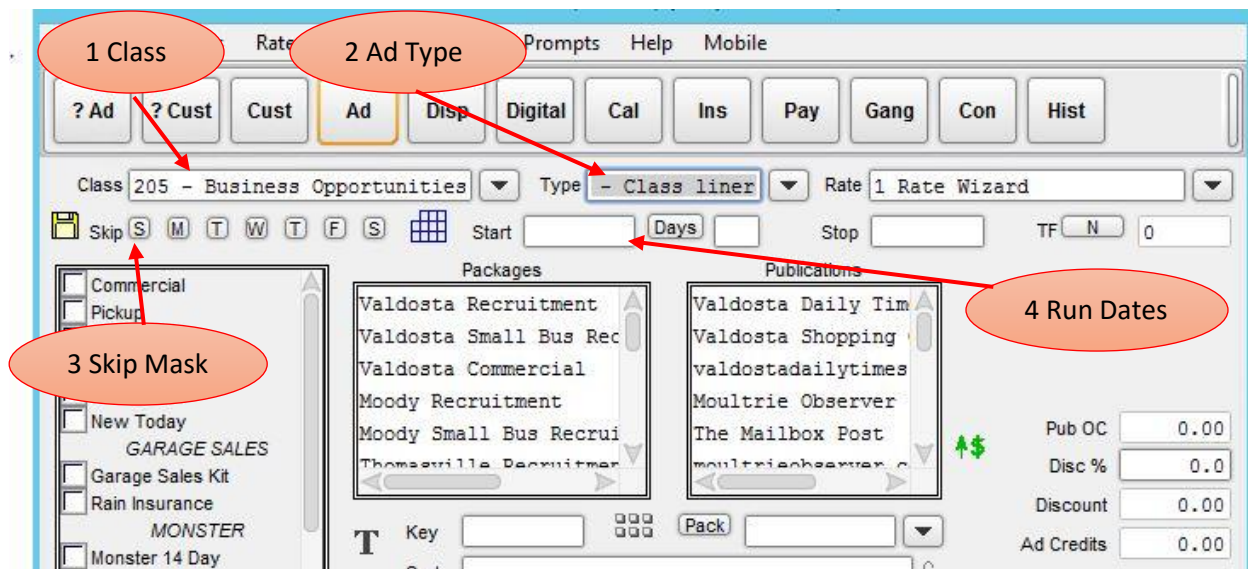 1 Class
Rate
2 Ad Type
Prompts Help Mobile
? Ad ? Cust Cust Ad Disp Digital Cal Ins Pay Gang Con Hist
Class 205 - Business Opportunities Type - Class liner Rate 1 Rate Wizard
Skip S M T W T F S Start Days Stop TF N 0
Packages Publications
Commercial
Pickup
3 Skip Mask
New Today
GARAGE SALES
Garage Sales Kit
Rain Insurance
MONSTER
Monster 14 Day
Valdosta Recruitment
Valdosta Small Bus Rec
Valdosta Commercial
Moody Recruitment
Moody Small Bus Recrui
Thomasville Recruitmen
Valdosta Daily Tim
Valdosta Shopping
valdostadailytimes
Moultrie Observer
The Mailbox Post
moultrieobserver c
4 Run Dates
Pub OC 0.00
Disc % 0.0
Discount 0.00
Ad Credits 0.00
T Key Pack